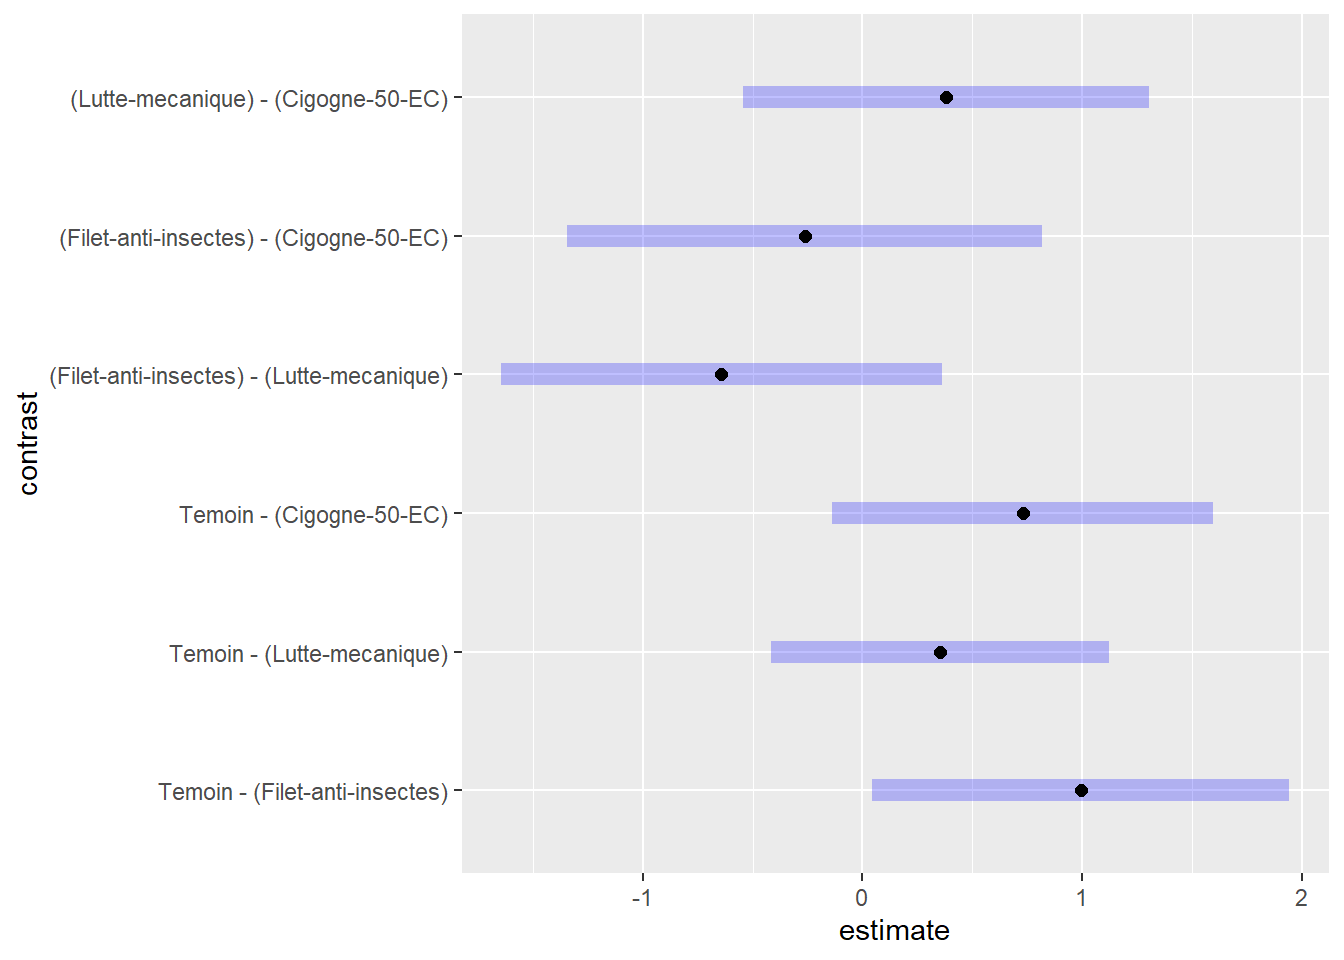 (Lutte-mecanique) - (Cigogne-50-EC)
(Filet-anti-insectes) - (Cigogne-50-EC)
(Filet-anti-insectes) - (Lutte-mecanique)
Temoin - (Cigogne-50-EC)
Temoin - (Lutte-mecanique)
Temoin - (Filet-anti-insectes)
contrast
-1 0 1 2
estimate